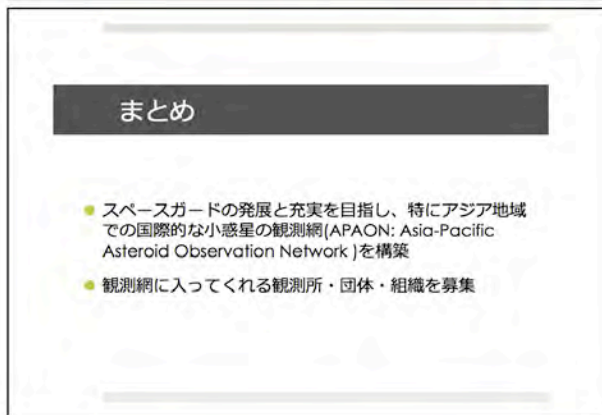 まとめ
スペースガードの発展と充実を目指し、特にアジア地域
での国際的な小惑星の観測網(APAON: Asia-Pacific
Asteroid Observation Network )を構築
観測網に入ってくれる観測所・団体・組織を募集